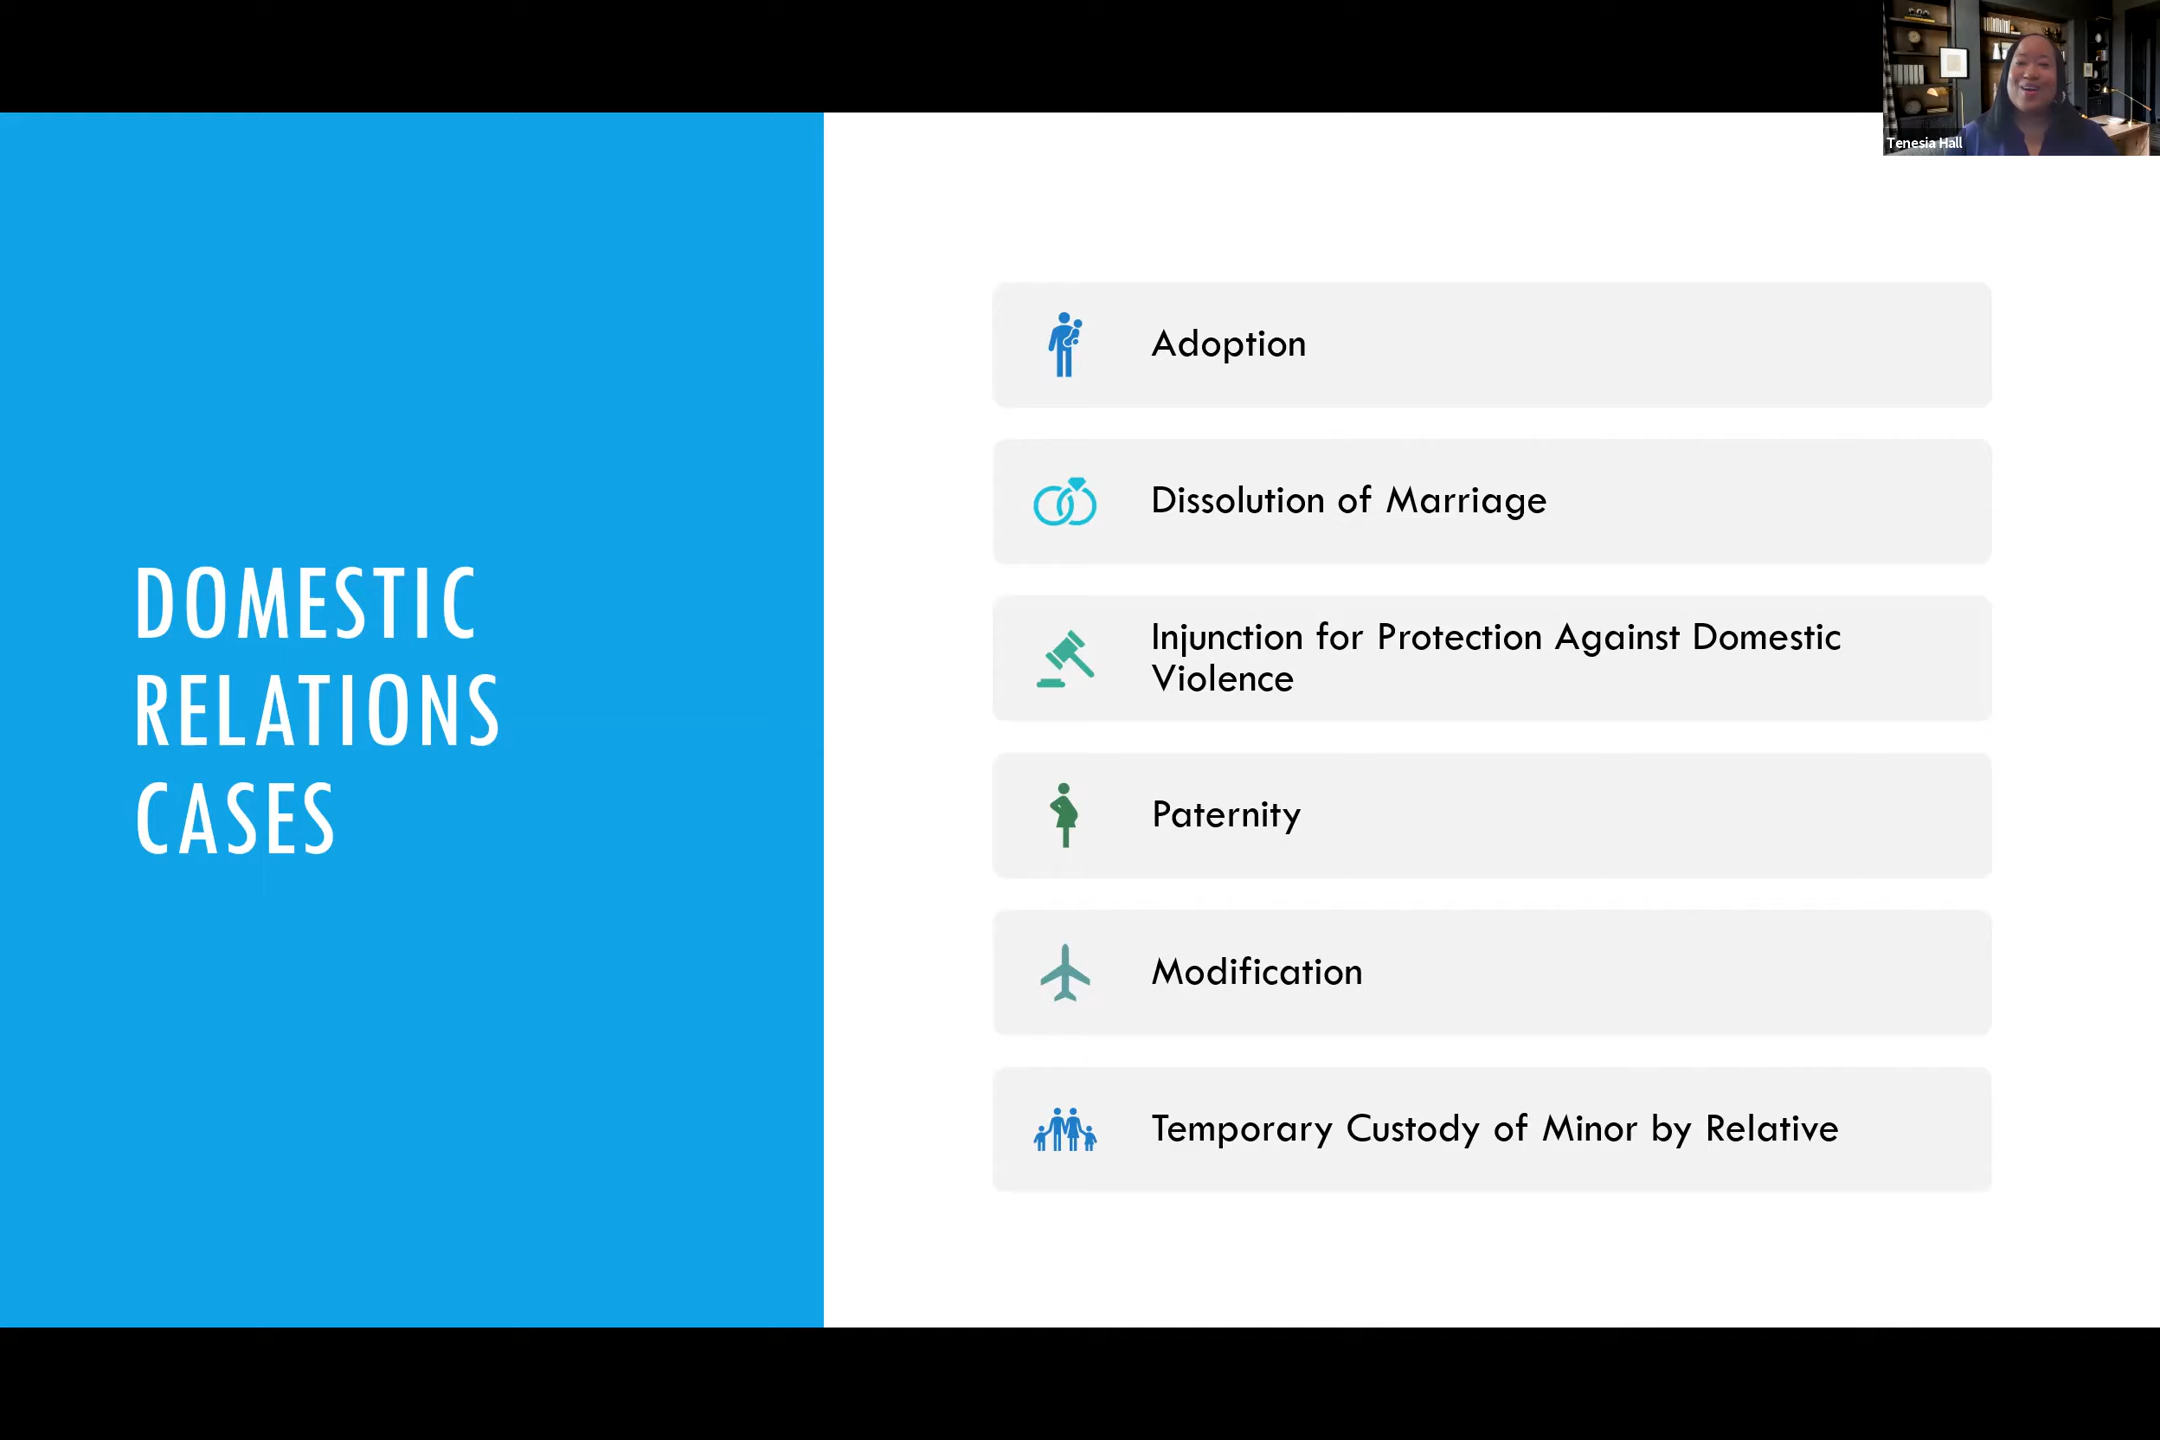 Tenesia Hall
DOMESTIC
RELATIONS
CASES
Adoption
Dissolution of Marriage
Injunction for Protection Against Domestic
Violence
Paternity
Modification
Temporary Custody of Minor by Relative